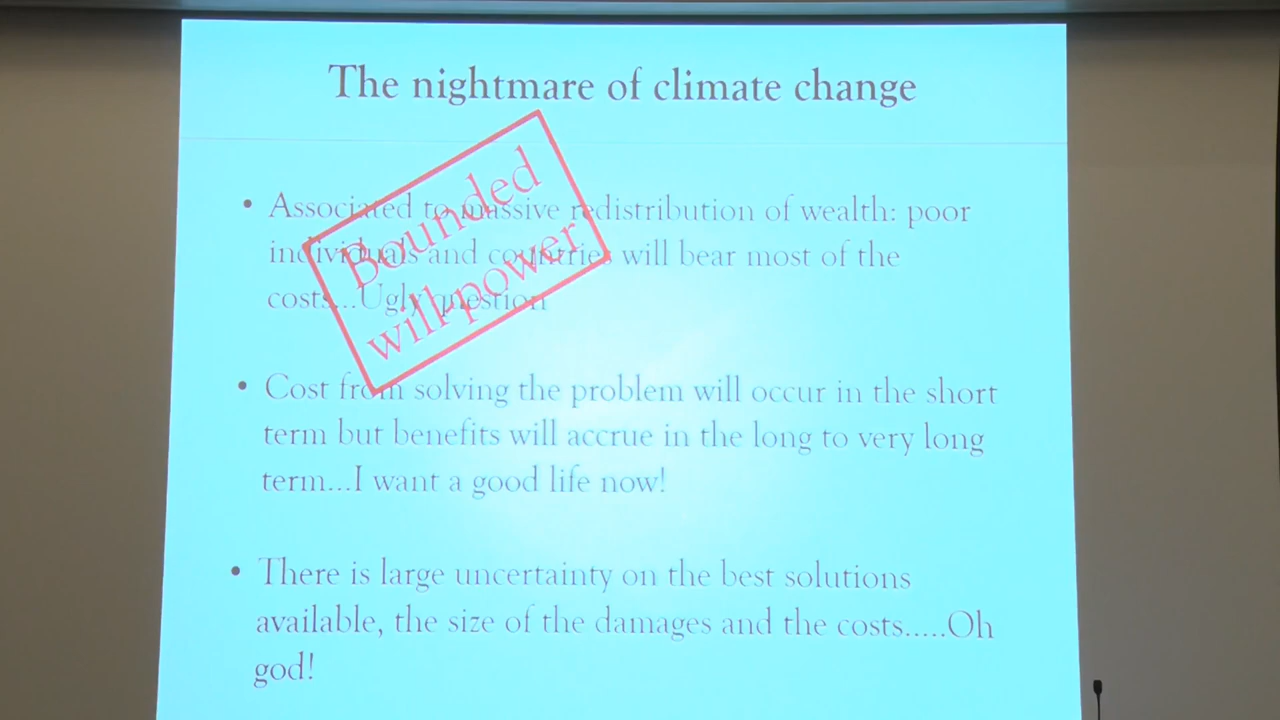 The nightmare of climate change
• Associated to massive redistribution of wealth: poor
individuals and countries will bear most of the
costs...Ugly question
Bounded
will power
• Cost from solving the problem will occur in the short
term but benefits will accrue in the long to very long
term...I want a good life now!
• There is large uncertainty on the best solutions
available, the size of the damages and the costs.....Oh
god!